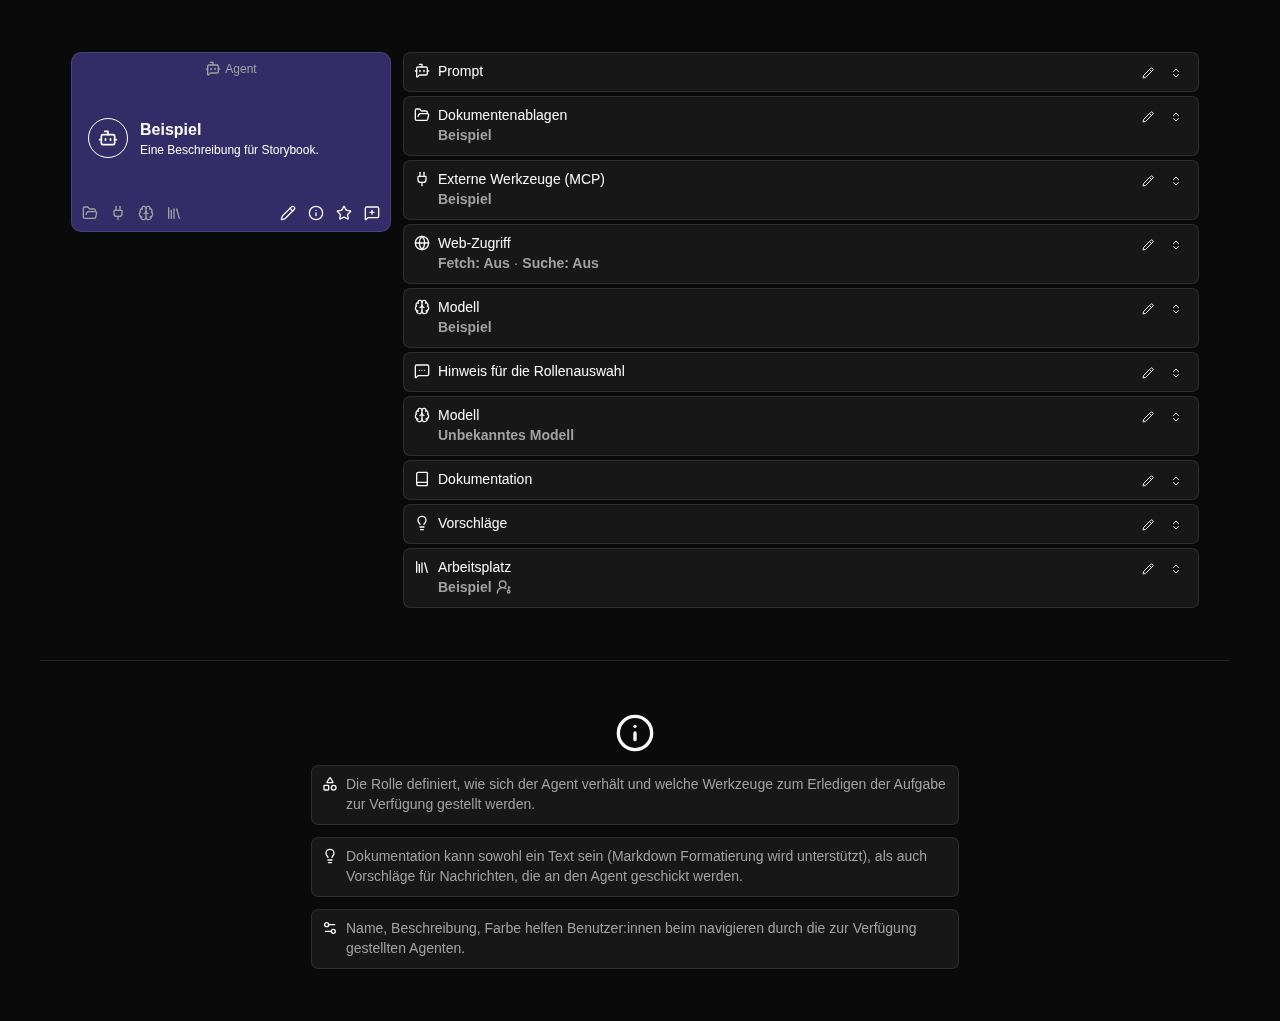 Agent
Beispiel
Eine Beschreibung für Storybook.
Prompt
Dokumentenablagen
Beispiel
Externe Werkzeuge (MCP)
Beispiel
Web-Zugriff
Fetch: Aus · Suche: Aus
Modell
Beispiel
Hinweis für die Rollenauswahl
Modell
Unbekanntes Modell
Dokumentation
Vorschläge
Arbeitsplatz
Beispiel
Die Rolle definiert, wie sich der Agent verhält und welche Werkzeuge zum Erledigen der Aufgabe
zur Verfügung gestellt werden.
Dokumentation kann sowohl ein Text sein (Markdown Formatierung wird unterstützt), als auch
Vorschläge für Nachrichten, die an den Agent geschickt werden.
Name, Beschreibung, Farbe helfen Benutzer:innen beim navigieren durch die zur Verfügung
gestellten Agenten.